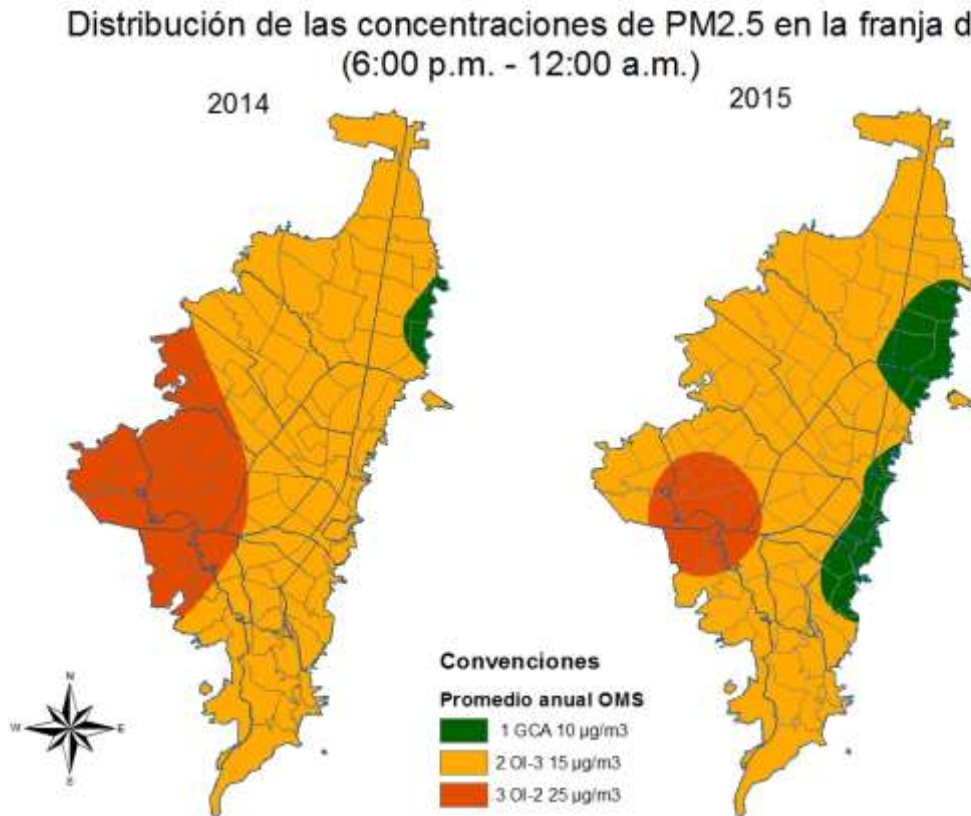 Distribución de las concentraciones de PM2.5 en la franja d
(6:00 p.m. - 12:00 a.m.)
2014
2015
Convenciones
Promedio anual OMS
1 GCA 10 µg/m3
2 OI-3 15 µg/m3
3 OI-2 25 µg/m3
N
W
E
S